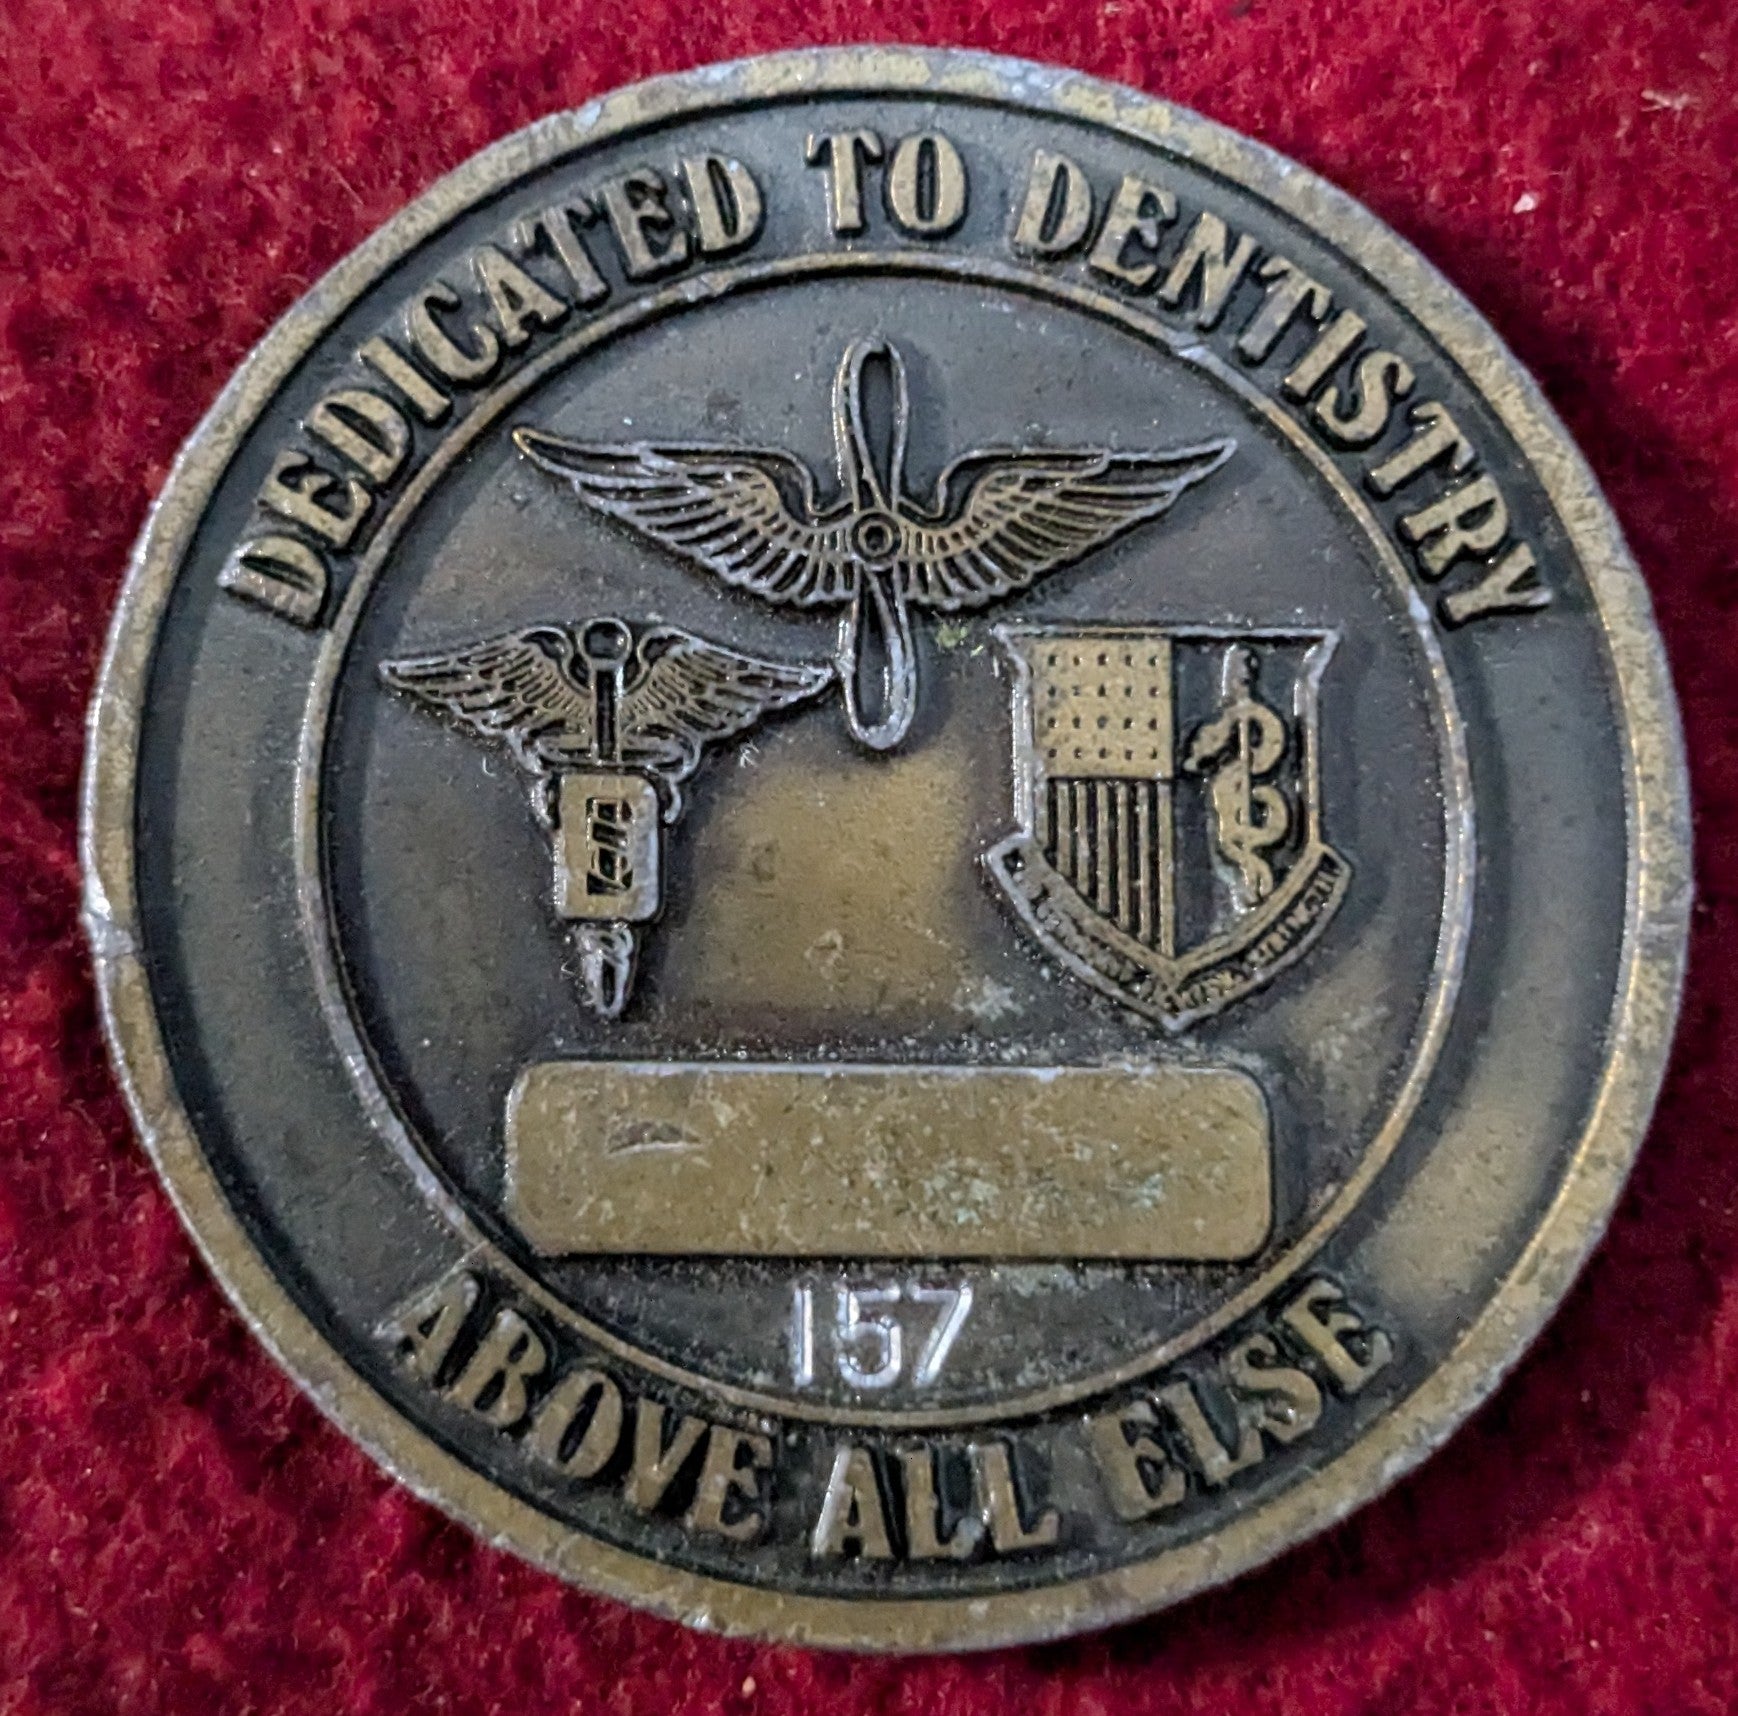 DEDICATED TO DENTISTRY
157
ABOVE ALL ELSE